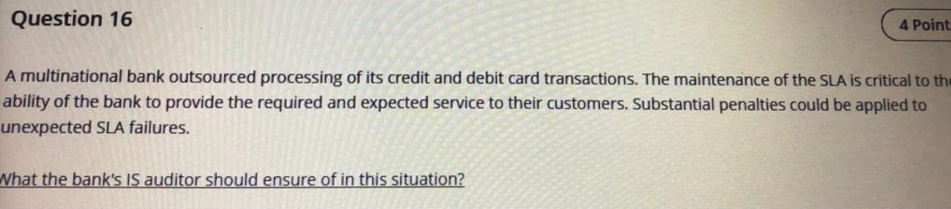 Question 16
4 Point
A multinational bank outsourced processing of its credit and debit card transactions. The maintenance of the SLA is critical to the
ability of the bank to provide the required and expected service to their customers. Substantial penalties could be applied to
unexpected SLA failures.
What the bank's IS auditor should ensure of in this situation?